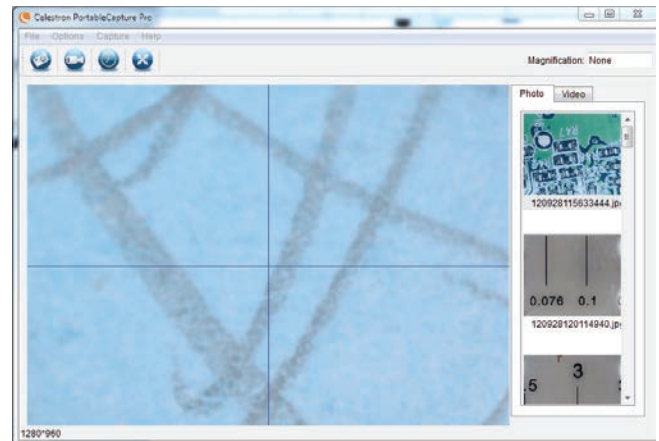 Celestron PortableCapture Pro
File Options Capture Help
Magnification: None
Photo Video
120928115633444.jp
0.076 0.1
120928120114940.jp
.5 3
1280*960